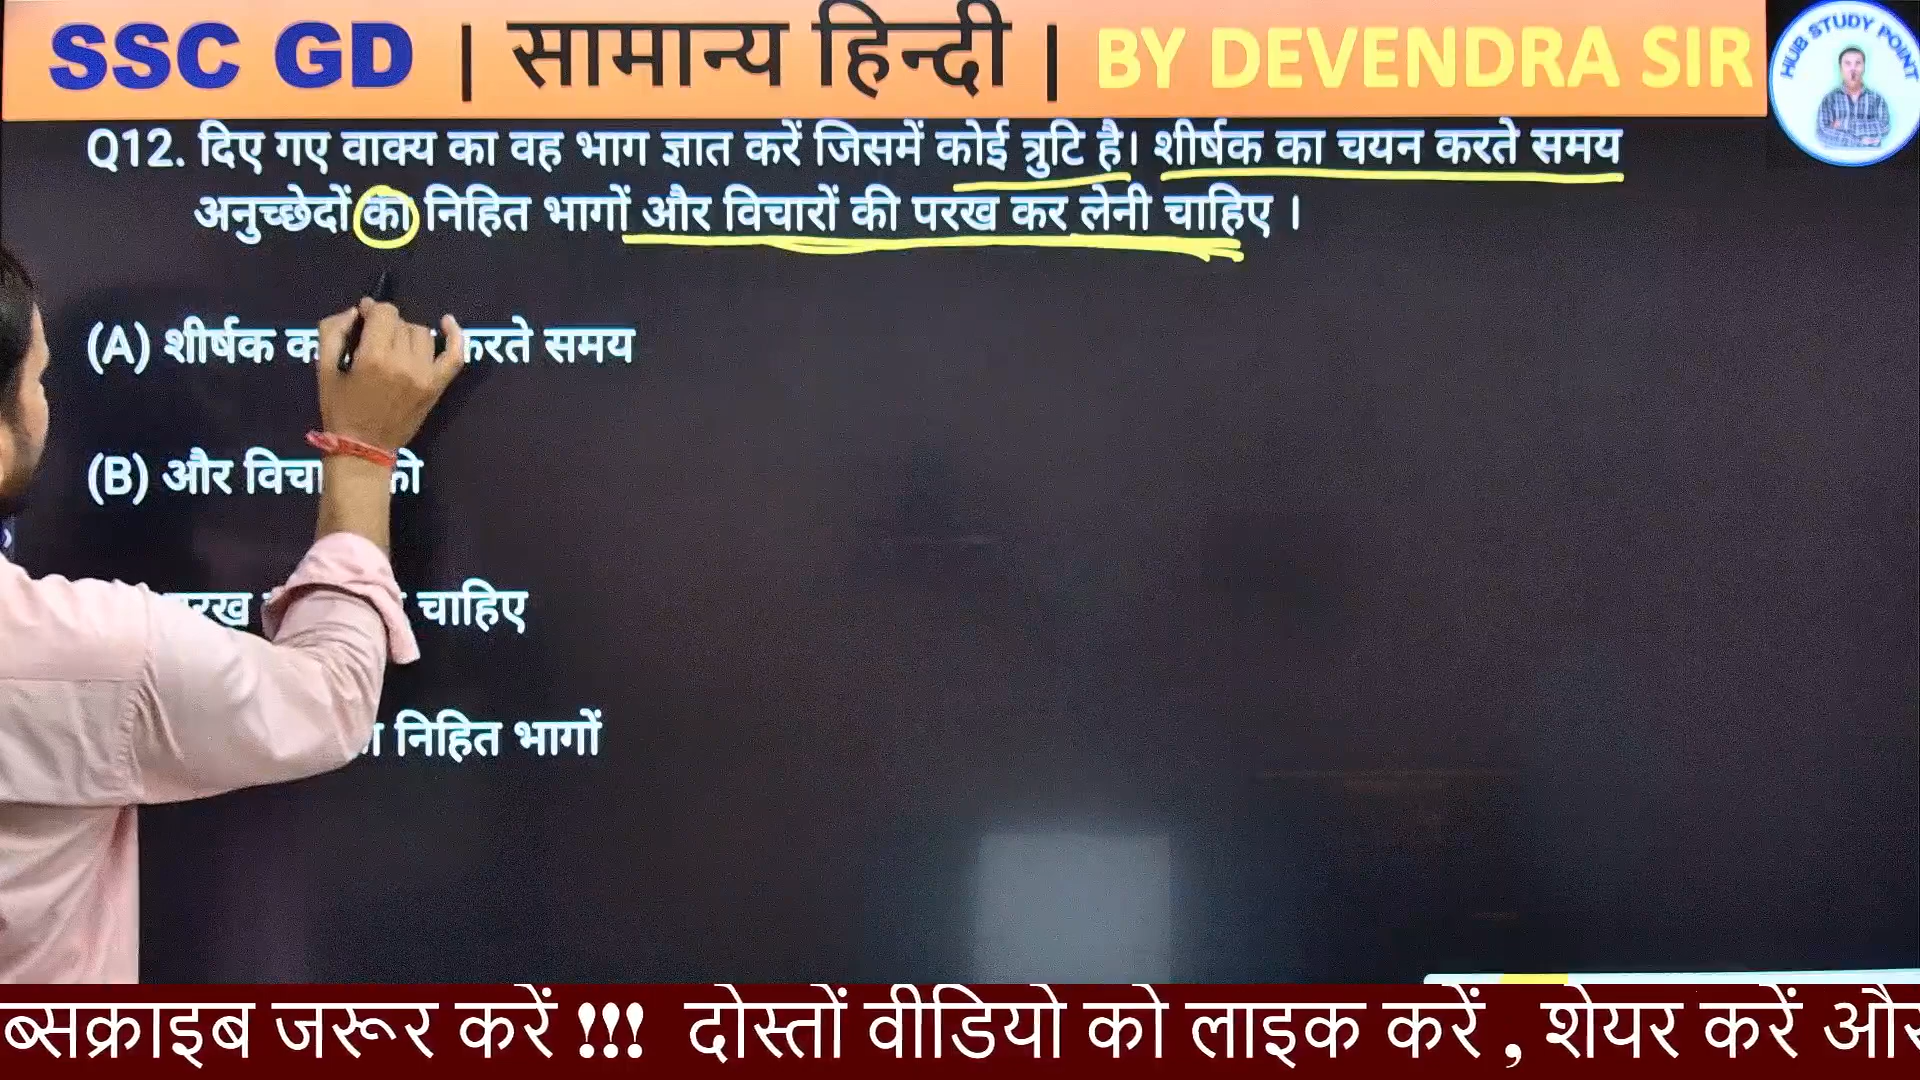 SSC GD | सामान्य हिन्दी | BY DEVENDRA SIR
HUB STUDY POINT
Q12. दिए गए वाक्य का वह भाग ज्ञात करें जिसमें कोई त्रुटि है। शीर्षक का चयन करते समय
अनुच्छेदों का निहित भागों और विचारों की परख कर लेनी चाहिए ।
(A) शीर्षक करते समय
(B) और
चाहिए
निहित भागों
ब्सक्राइब जरूर करें !!! दोस्तों वीडियो को लाइक करें , शेयर करें और